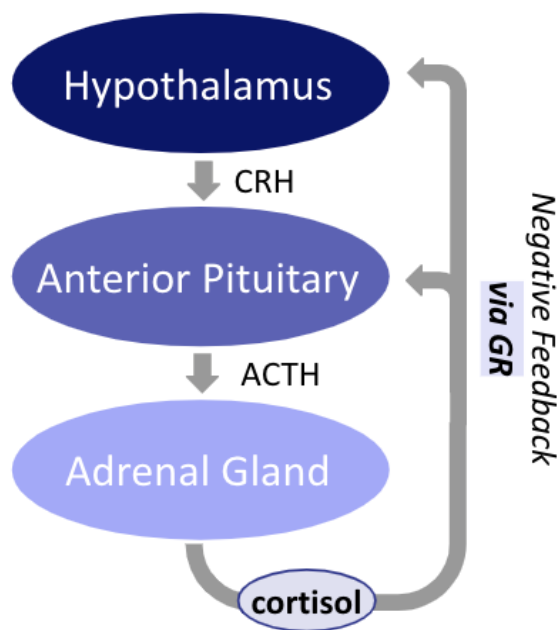 Hypothalamus
CRH
Anterior Pituitary
ACTH
Adrenal Gland
cortisol
Negative Feedback
via GR